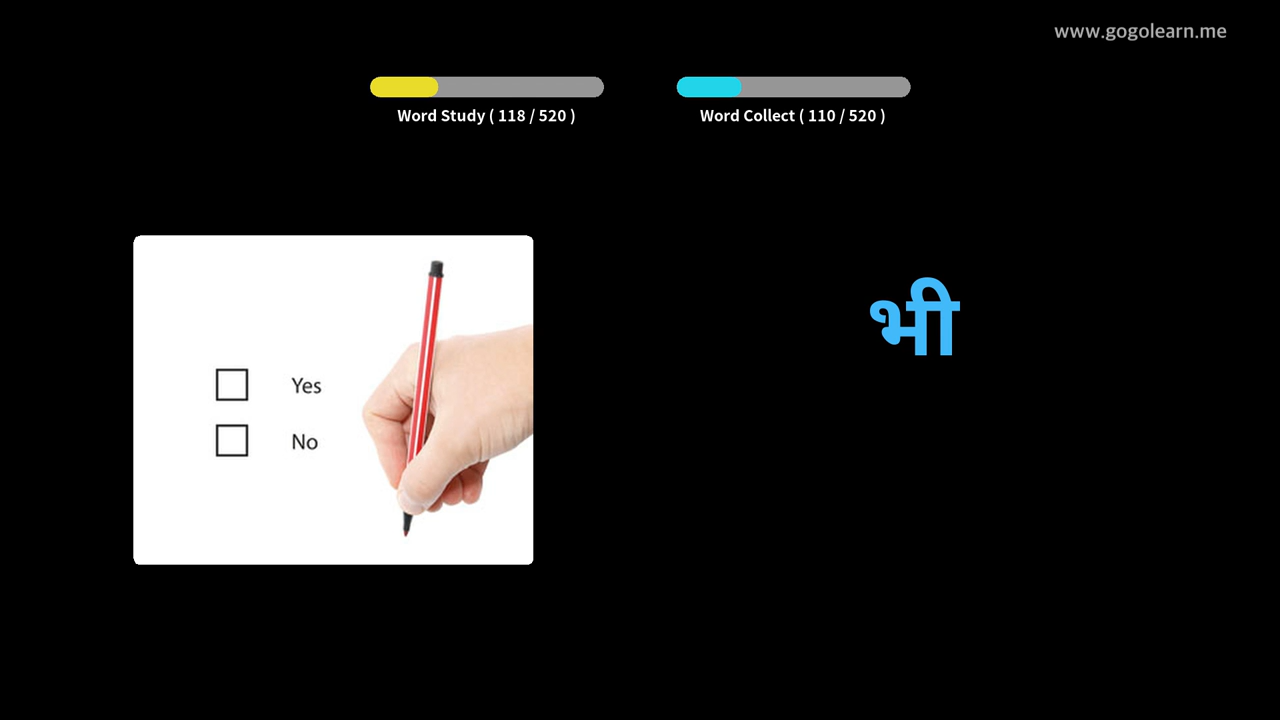 www.gogolearn.me
Word Study ( 118 / 520 )
Word Collect ( 110 / 520 )
भी
Yes
No